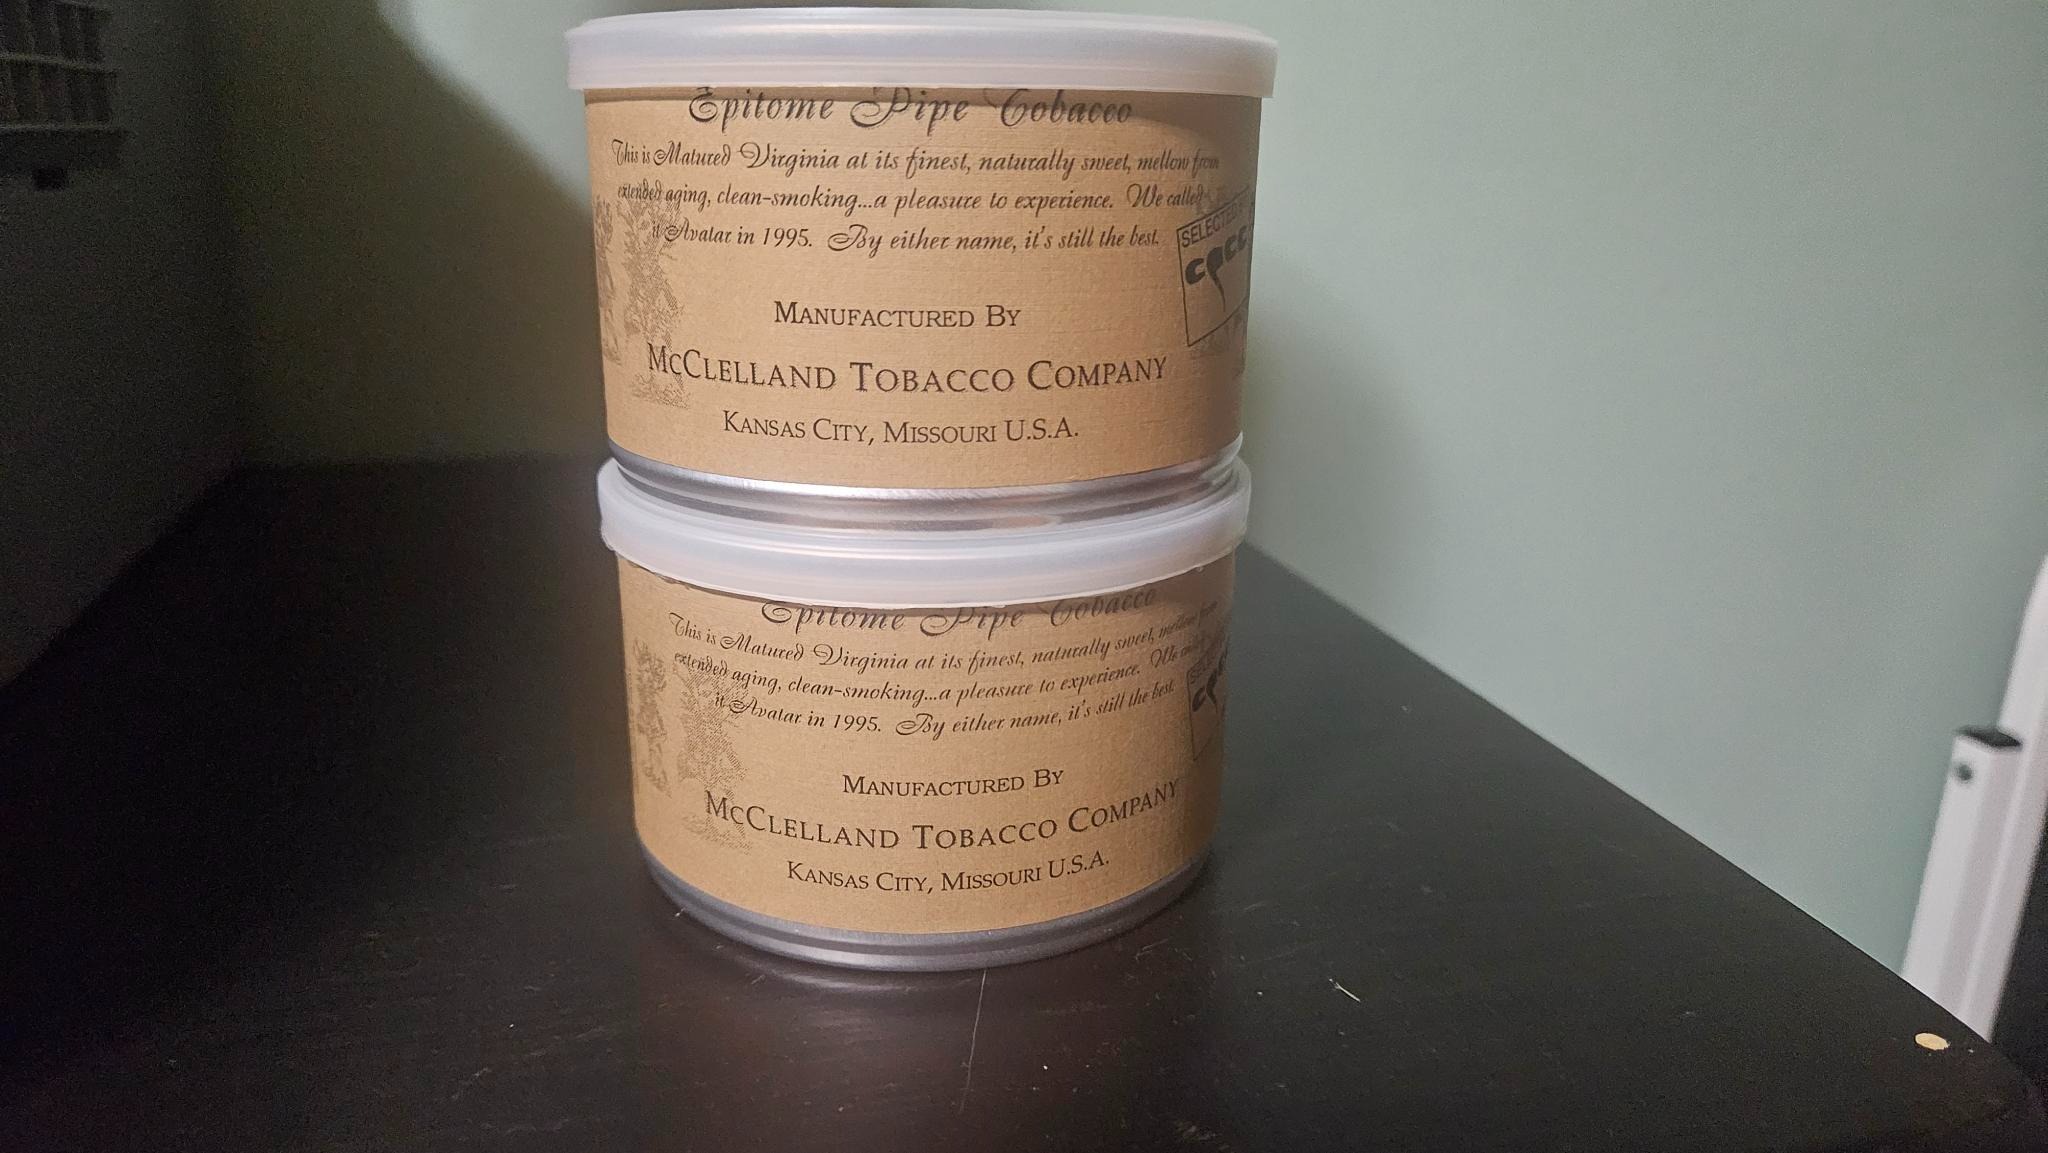 Epitome Pipe Tobacco
This is Matured Virginia at its finest, naturally sweet, mellow from
extended aging, clean-smoking...a pleasure to experience. We called
it Avatar in 1995. By either name, it's still the best.
SELECTED
Manufactured By
McClelland Tobacco Company
Kansas City, Missouri U.S.A.
Epitome Pipe Tobacco
This is Matured Virginia at its finest, naturally sweet, mellow from
extended aging, clean-smoking...a pleasure to experience. We called
it Avatar in 1995. By either name, it's still the best.
Manufactured By
McClelland Tobacco Company
Kansas City, Missouri U.S.A.